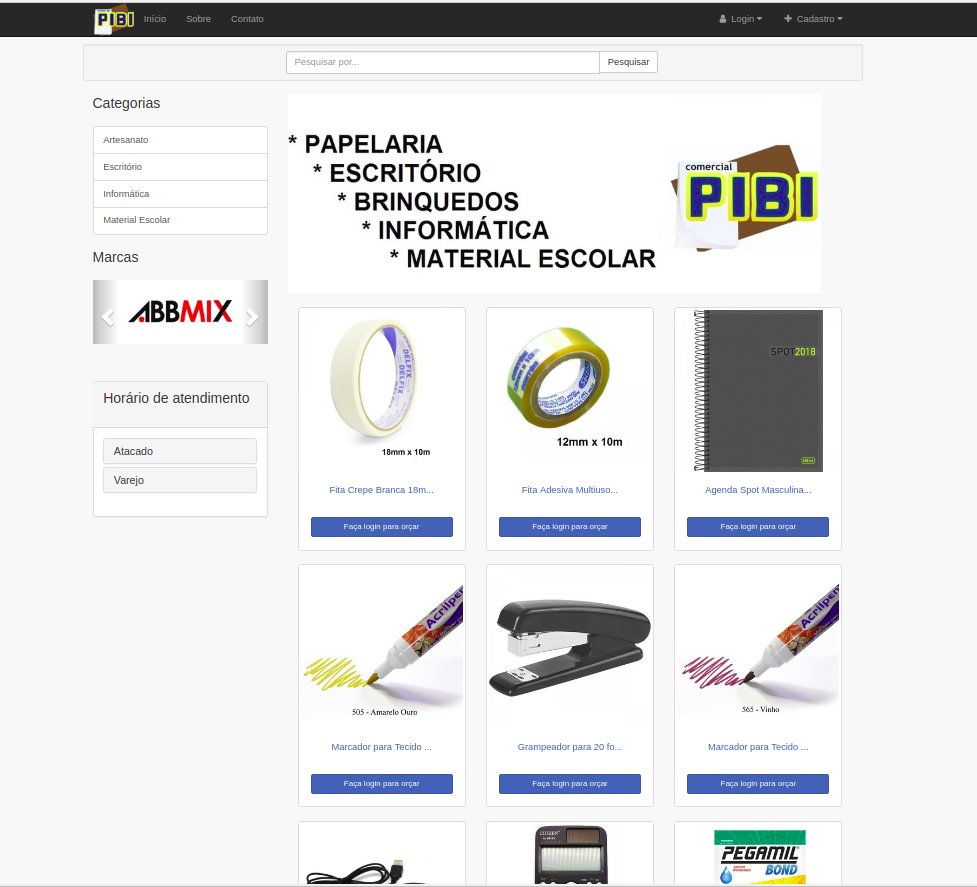 PIBI
Início
Sobre
Contato
Login
Cadastro
Pesquisar por...
Pesquisar
Categorias
Artesanato
Escritório
Informática
Material Escolar
Marcas
ABBMIX
Horário de atendimento
Atacado
Varejo
* PAPELARIA
* ESCRITÓRIO
* BRINQUEDOS
* INFORMÁTICA
* MATERIAL ESCOLAR
comercial
PIBI
DELFIX DELFIX
18mm x 10m
Fita Crepe Branca 18m...
Faça login para orçar
12mm x 10m
Fita Adesiva Multiuso...
Faça login para orçar
SPOT2018
Agenda Spot Masculina...
Faça login para orçar
Acrilpen
505 - Amarelo Ouro
Marcador para Tecido ...
Faça login para orçar
Grampeador para 20 fo...
Faça login para orçar
Acrilpen
565 - Vinho
Marcador para Tecido ...
Faça login para orçar
CITIZEN
PEGAMIL
BOND